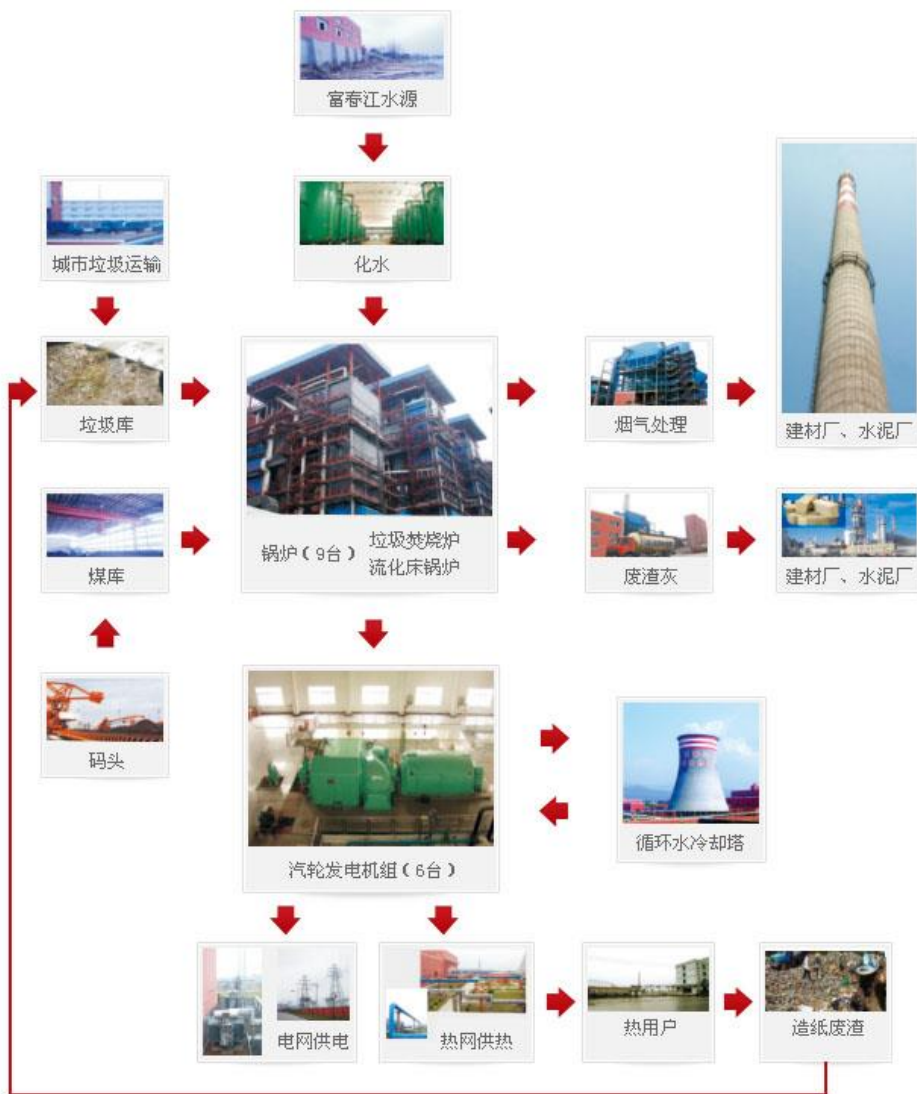 富春江水源
城市垃圾运输
化水
垃圾库
烟气处理
建材厂、水泥厂
煤库
锅炉（9台）
垃圾焚烧炉
流化床锅炉
废渣灰
建材厂、水泥厂
码头
汽轮发电机组（6台）
循环水冷却塔
电网供电
热网供热
热用户
造纸废渣